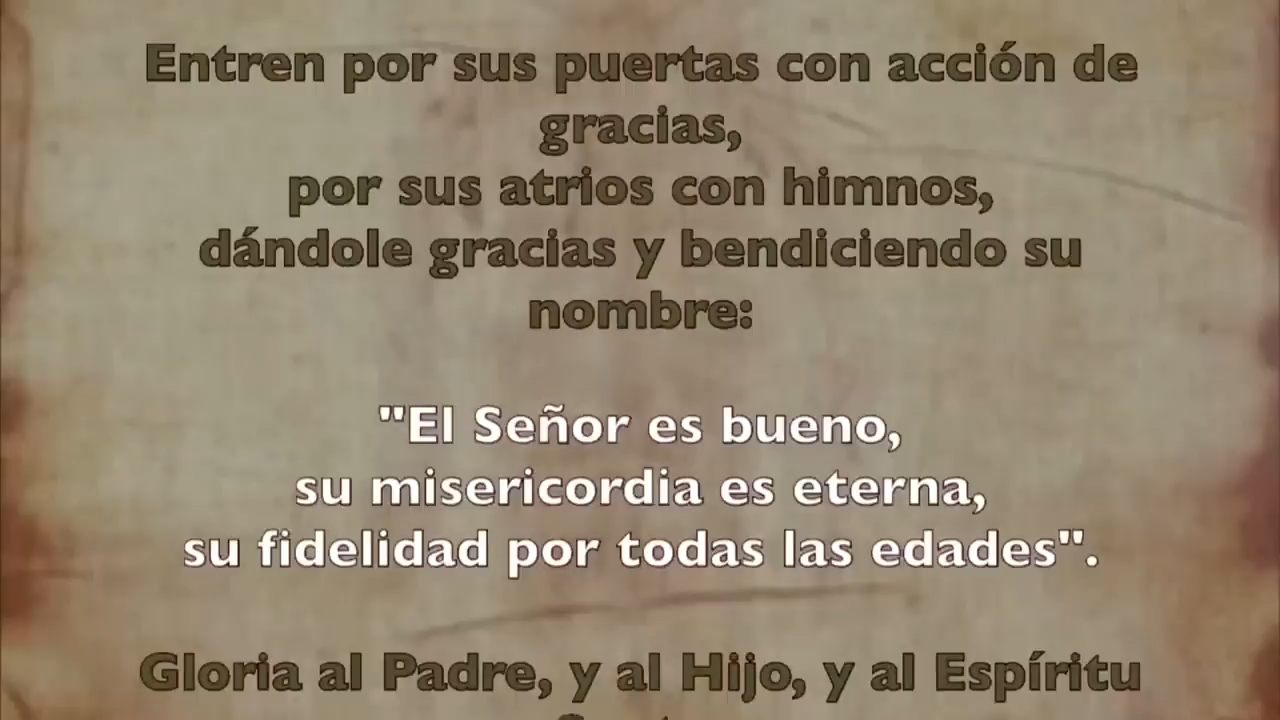 Entren por sus puertas con acción de
gracias,
por sus atrios con himnos,
dándole gracias y bendiciendo su
nombre:
"El Señor es bueno,
su misericordia es eterna,
su fidelidad por todas las edades".
Gloria al Padre, y al Hijo, y al Espíritu